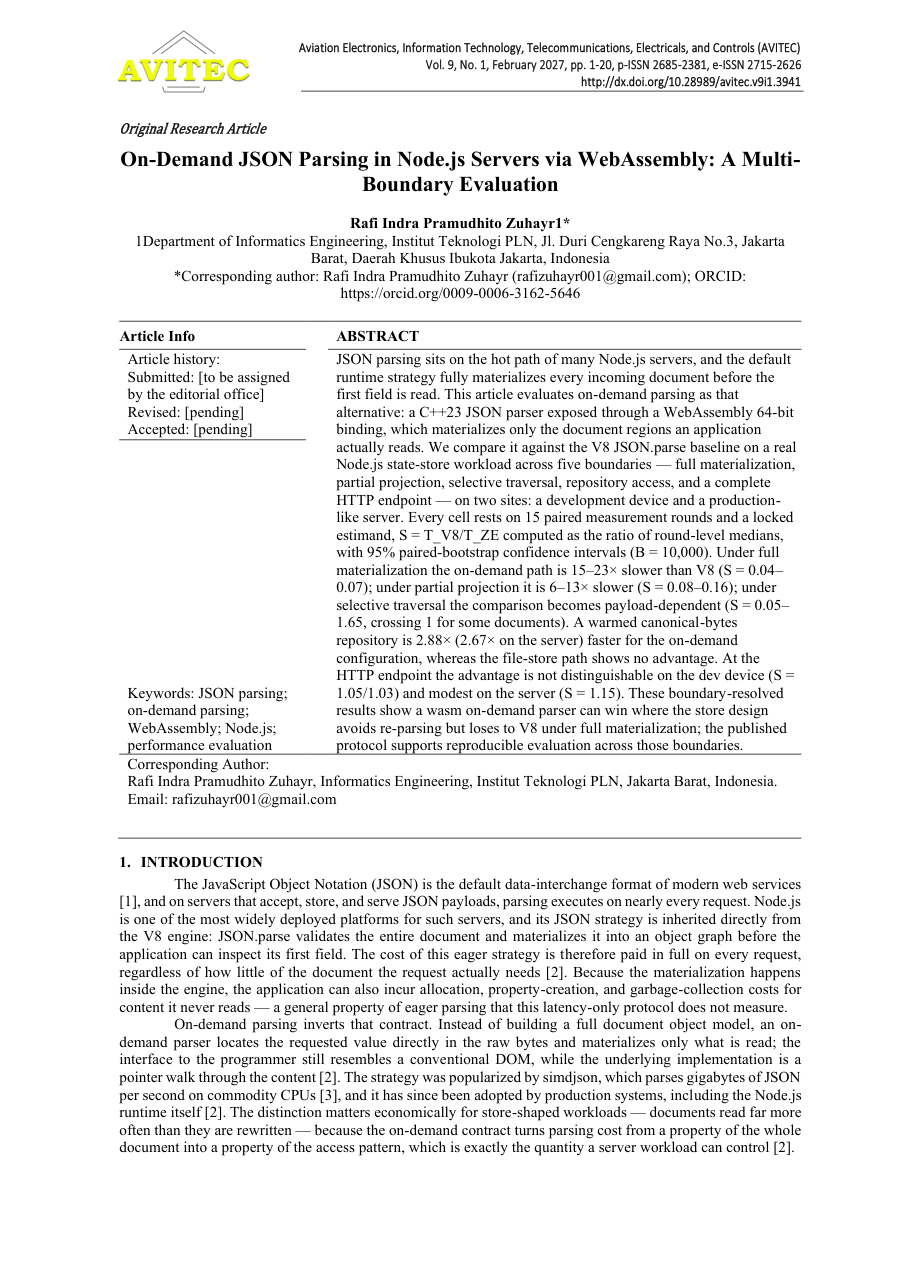 AVITEC
Aviation Electronics, Information Technology, Telecommunications, Electricals, and Controls (AVITEC)
Vol. 9, No. 1, February 2027, pp. 1-20, p-ISSN 2685-2381, e-ISSN 2715-2626
http://dx.doi.org/10.28989/avitec.v9i1.3941
Original Research Article
On-Demand JSON Parsing in Node.js Servers via WebAssembly: A Multi-
Boundary Evaluation
Rafi Indra Pramudhito Zuhayr1*
1Department of Informatics Engineering, Institut Teknologi PLN, Jl. Duri Cengkareng Raya No.3, Jakarta
Barat, Daerah Khusus Ibukota Jakarta, Indonesia
*Corresponding author: Rafi Indra Pramudhito Zuhayr (rafizuhayr001@gmail.com); ORCID:
https://orcid.org/0009-0006-3162-5646
Article Info
Article history:
Submitted: [to be assigned
by the editorial office]
Revised: [pending]
Accepted: [pending]
Keywords: JSON parsing;
on-demand parsing;
WebAssembly; Node.js;
performance evaluation
ABSTRACT
JSON parsing sits on the hot path of many Node.js servers, and the default
runtime strategy fully materializes every incoming document before the
first field is read. This article evaluates on-demand parsing as that
alternative: a C++23 JSON parser exposed through a WebAssembly 64-bit
binding, which materializes only the document regions an application
actually reads. We compare it against the V8 JSON.parse baseline on a real
Node.js state-store workload across five boundaries — full materialization,
partial projection, selective traversal, repository access, and a complete
HTTP endpoint — on two sites: a development device and a production-
like server. Every cell rests on 15 paired measurement rounds and a locked
estimand, S = T_V8/T_ZE computed as the ratio of round-level medians,
with 95% paired-bootstrap confidence intervals (B = 10,000). Under full
materialization the on-demand path is 15–23× slower than V8 (S = 0.04–
0.07); under partial projection it is 6–13× slower (S = 0.08–0.16); under
selective traversal the comparison becomes payload-dependent (S = 0.05–
1.65, crossing 1 for some documents). A warmed canonical-bytes
repository is 2.88× (2.67× on the server) faster for the on-demand
configuration, whereas the file-store path shows no advantage. At the
HTTP endpoint the advantage is not distinguishable on the dev device (S =
1.05/1.03) and modest on the server (S = 1.15). These boundary-resolved
results show a wasm on-demand parser can win where the store design
avoids re-parsing but loses to V8 under full materialization; the published
protocol supports reproducible evaluation across those boundaries.
Corresponding Author:
Rafi Indra Pramudhito Zuhayr, Informatics Engineering, Institut Teknologi PLN, Jakarta Barat, Indonesia.
Email: rafizuhayr001@gmail.com
1. INTRODUCTION
The JavaScript Object Notation (JSON) is the default data-interchange format of modern web services
[1], and on servers that accept, store, and serve JSON payloads, parsing executes on nearly every request. Node.js
is one of the most widely deployed platforms for such servers, and its JSON strategy is inherited directly from
the V8 engine: JSON.parse validates the entire document and materializes it into an object graph before the
application can inspect its first field. The cost of this eager strategy is therefore paid in full on every request,
regardless of how little of the document the request actually needs [2]. Because the materialization happens
inside the engine, the application can also incur allocation, property-creation, and garbage-collection costs for
content it never reads — a general property of eager parsing that this latency-only protocol does not measure.
On-demand parsing inverts that contract. Instead of building a full document object model, an on-
demand parser locates the requested value directly in the raw bytes and materializes only what is read; the
interface to the programmer still resembles a conventional DOM, while the underlying implementation is a
pointer walk through the content [2]. The strategy was popularized by simdjson, which parses gigabytes of JSON
per second on commodity CPUs [3], and it has since been adopted by production systems, including the Node.js
runtime itself [2]. The distinction matters economically for store-shaped workloads — documents read far more
often than they are rewritten — because the on-demand contract turns parsing cost from a property of the whole
document into a property of the access pattern, which is exactly the quantity a server workload can control [2].